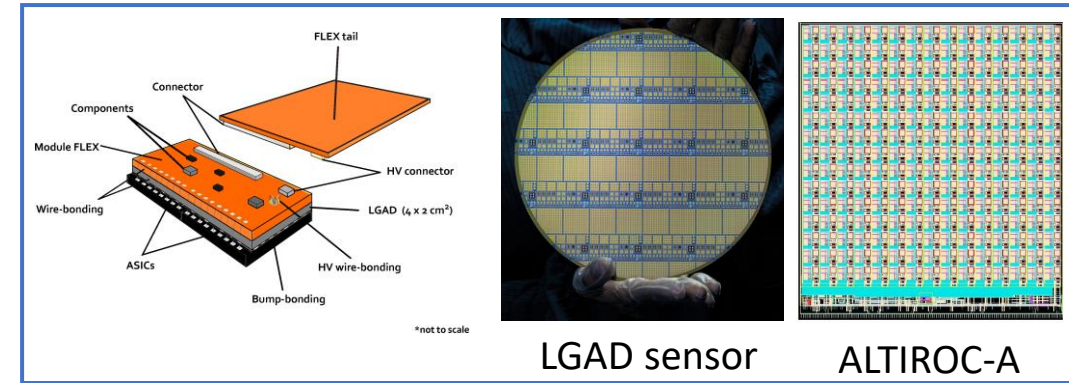 FLEX tail
Connector
Components
Module FLEX
HV connector
Wire-bonding
LGAD (4 x 2 cm²)
ASICs
HV wire-bonding
Bump-bonding
*not to scale
LGAD sensor
ALTIROC-A